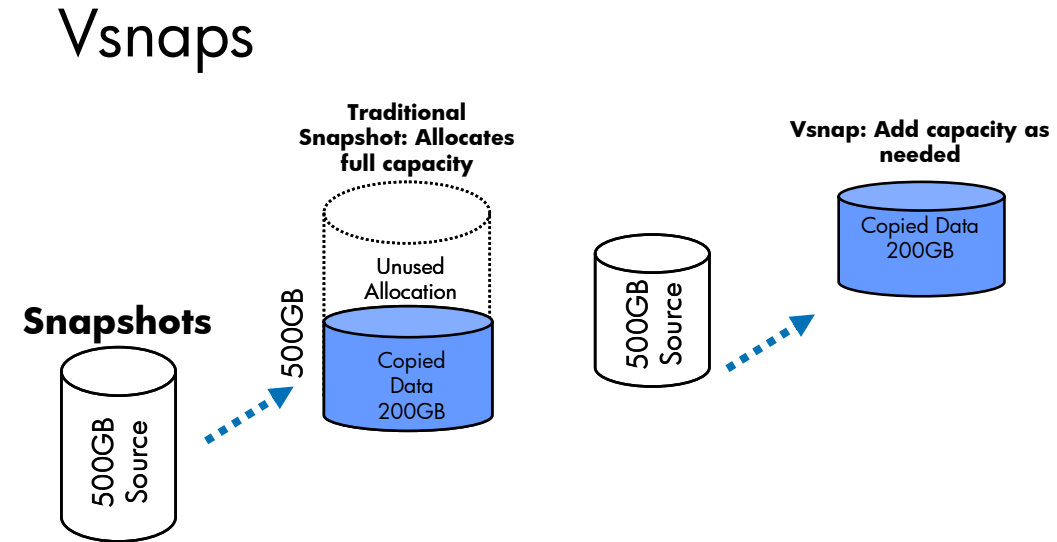 Vsnaps
Traditional
Snapshot: Allocates
full capacity
Vsnap: Add capacity as
needed
Copied Data
200GB
Unused
Allocation
500GB
Snapshots
Copied
Data
200GB
500GB
Source
500GB
Source